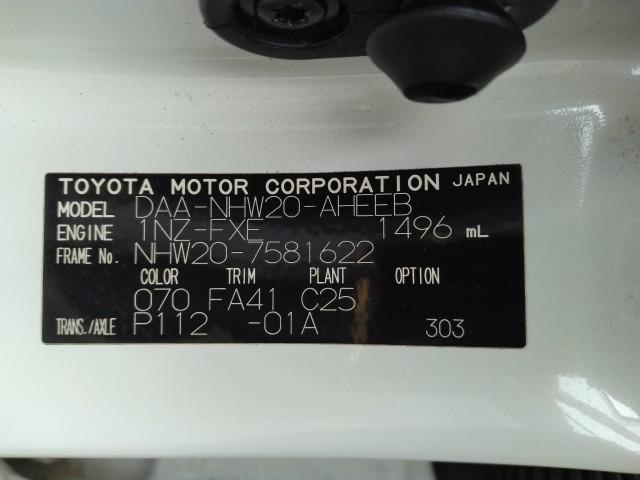 TOYOTA MOTOR CORPORATION JAPAN
MODEL DAA-NHW20-AHEEB
ENGINE 1NZ-FXE 1496 mL
FRAME No. NHW20-7581622
COLOR TRIM PLANT OPTION
070 FA41 C25
TRANS./AXLE P112 -01A 303